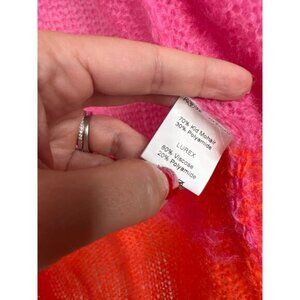 70% Kid Mohair
30% Polyamide
LUREX
80% Viscose
20% Polyamide